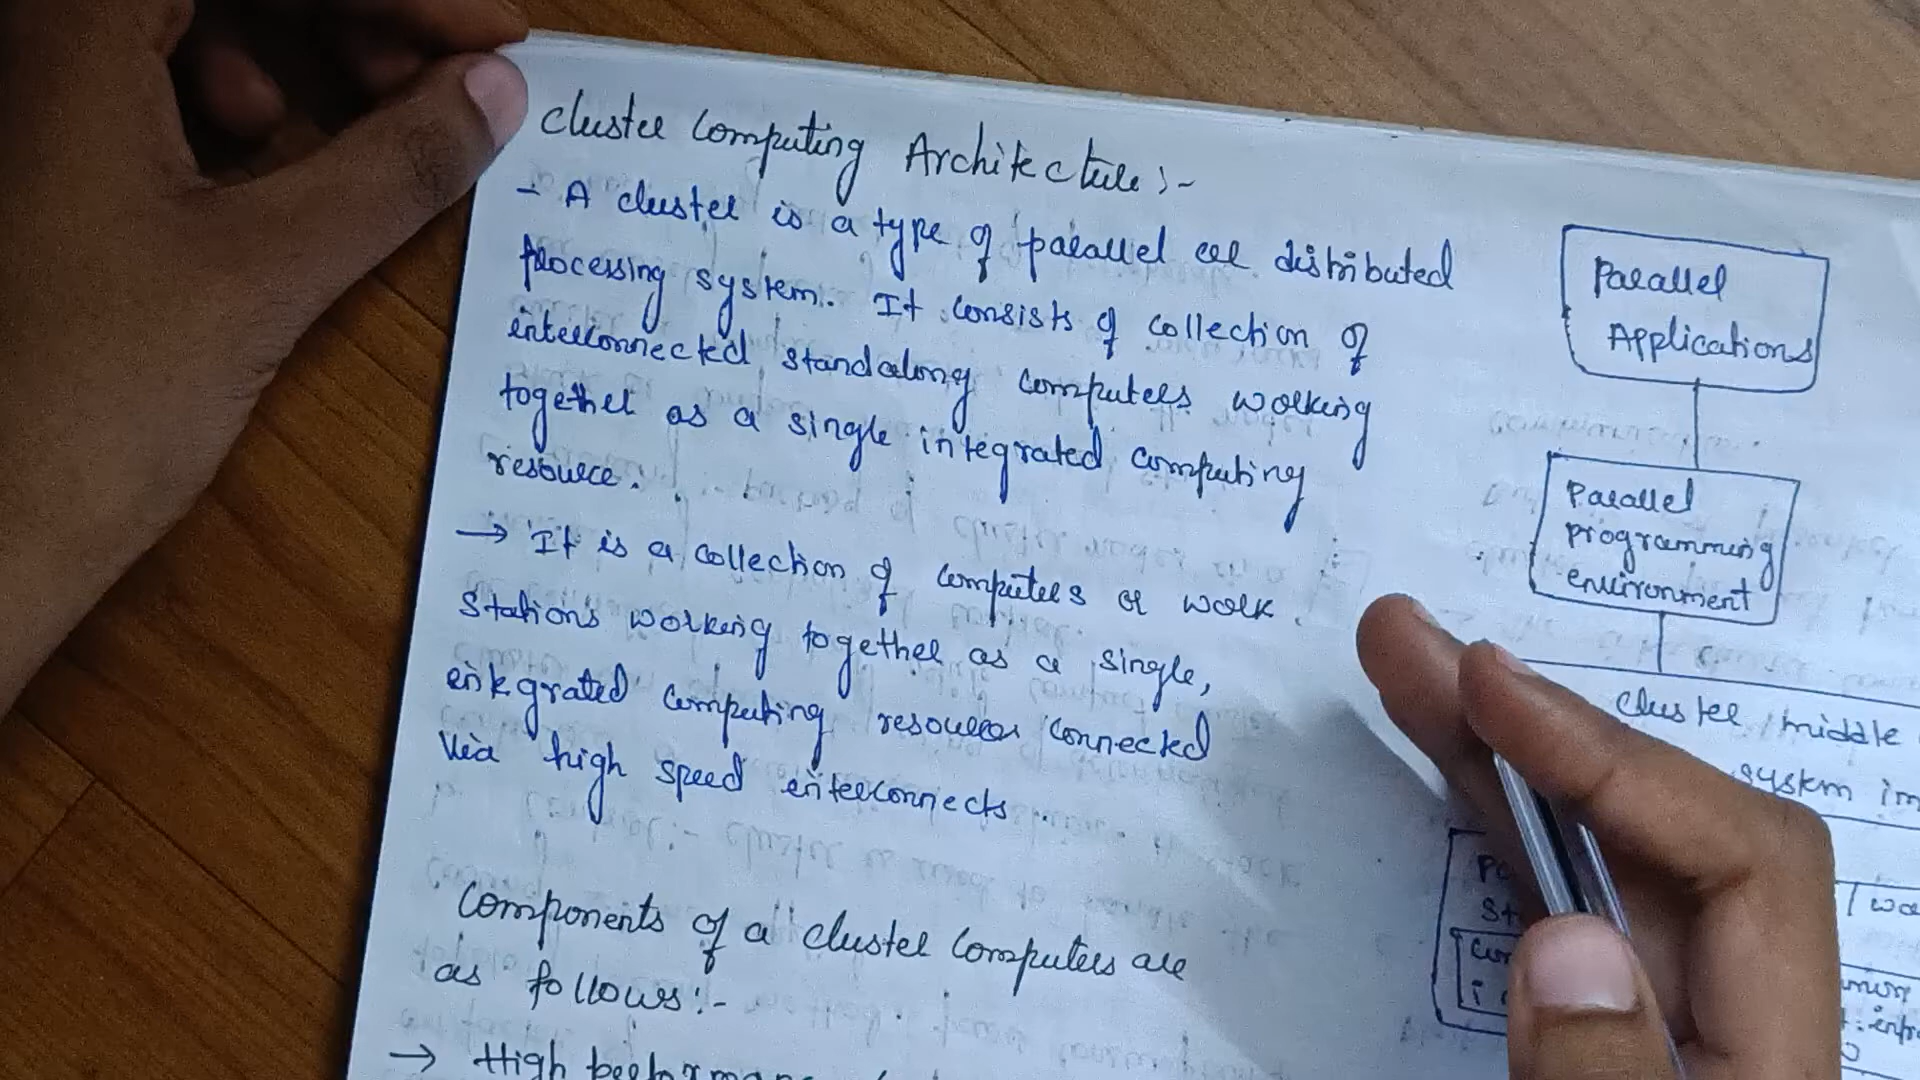 Cluster Computing Architecture :-
- A cluster is a type of parallel or distributed
processing system. It consists of collection of
interconnected standalong computers working
together as a single integrated computing
resource.
→ It is a collection of computers or work
stations working together as a single,
integrated computing resources connected
via high speed interconnects
Components of a cluster computers are
as follows :-
→ High
Parallel
Applications
Parallel
programming
environment
cluster middle
system